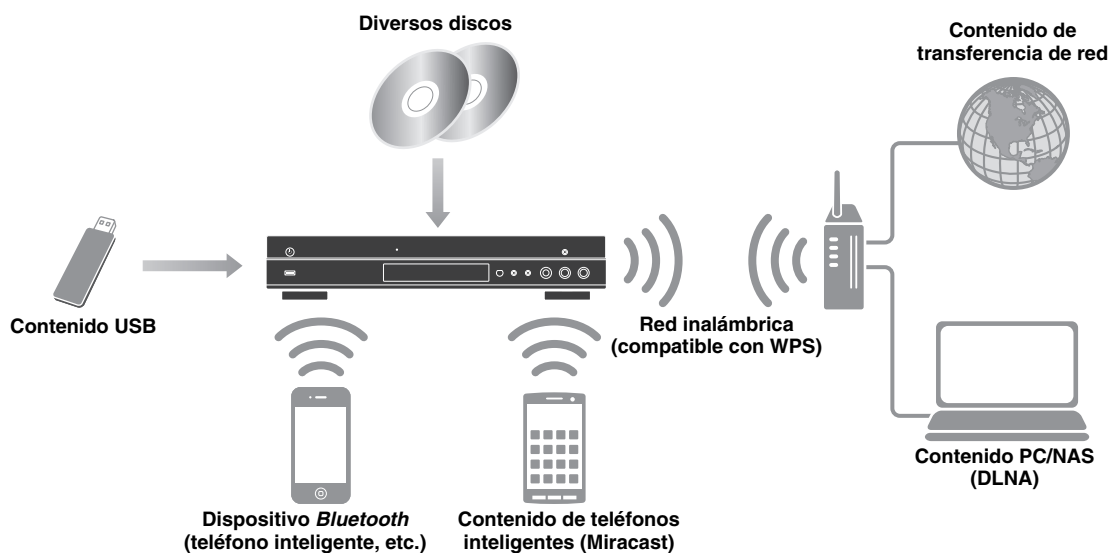 Diversos discos
Contenido de
transferencia de red
Contenido USB
Red inalámbrica
(compatible con WPS)
Contenido PC/NAS
(DLNA)
Dispositivo Bluetooth
(teléfono inteligente, etc.)
Contenido de teléfonos
inteligentes (Miracast)